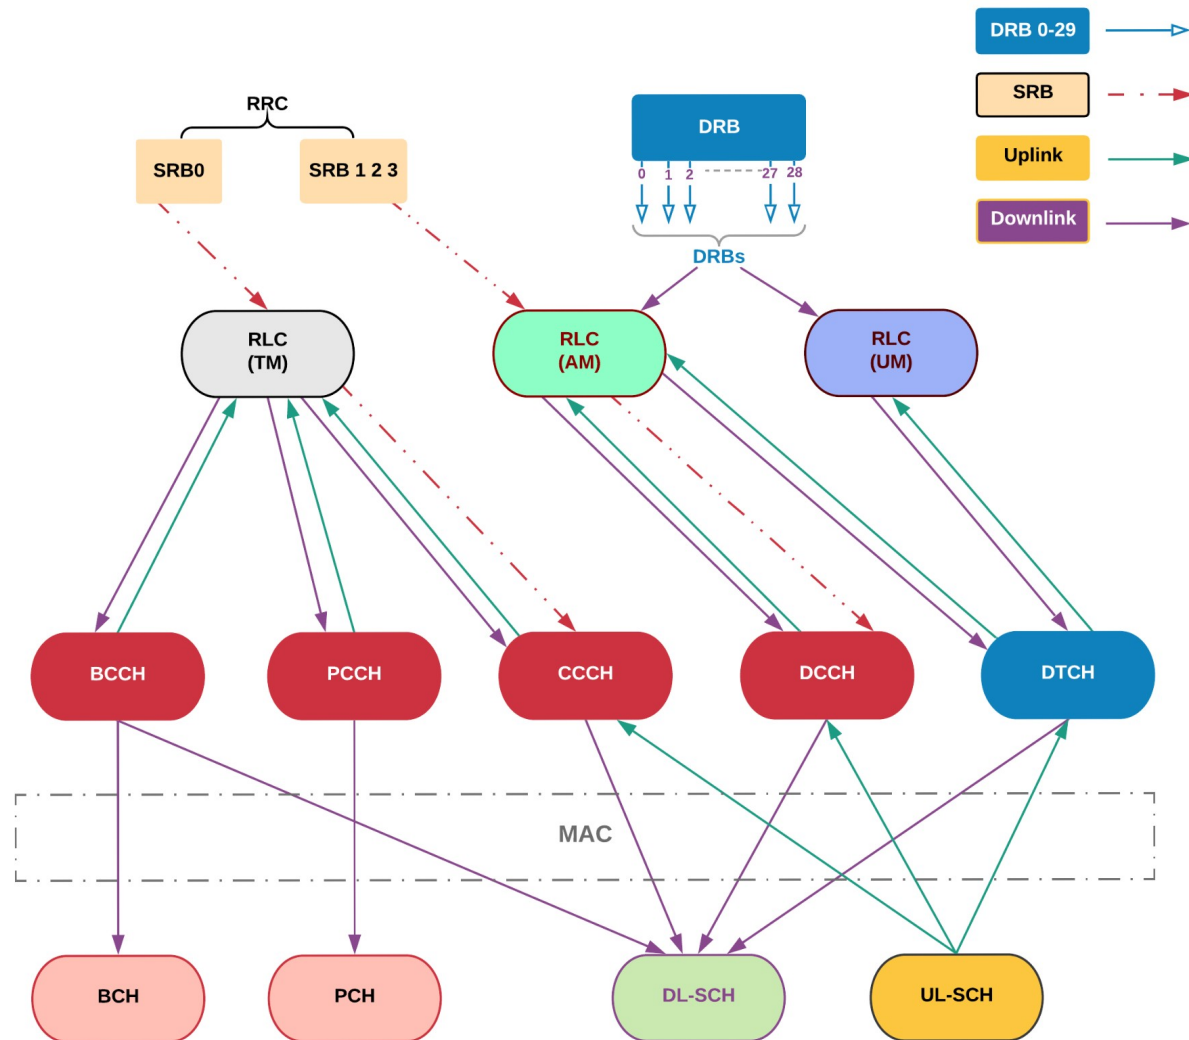 DRB 0-29
SRB
Uplink
Downlink
RRC
SRB0
SRB 1 2 3
DRB
0 1 2 27 28
DRBs
RLC
(TM)
RLC
(AM)
RLC
(UM)
BCCH
PCCH
CCCH
DCCH
DTCH
MAC
BCH
PCH
DL-SCH
UL-SCH